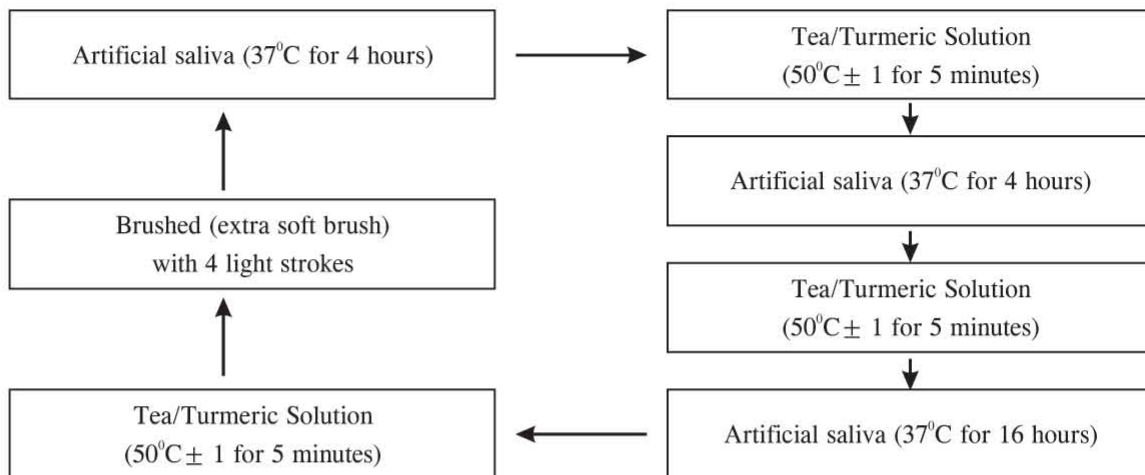 Artificial saliva (37⁰C for 4 hours)
Tea/Turmeric Solution
(50⁰C ± 1 for 5 minutes)
Artificial saliva (37⁰C for 4 hours)
Tea/Turmeric Solution
(50⁰C ± 1 for 5 minutes)
Artificial saliva (37⁰C for 16 hours)
Tea/Turmeric Solution
(50⁰C ± 1 for 5 minutes)
Brushed (extra soft brush)
with 4 light strokes